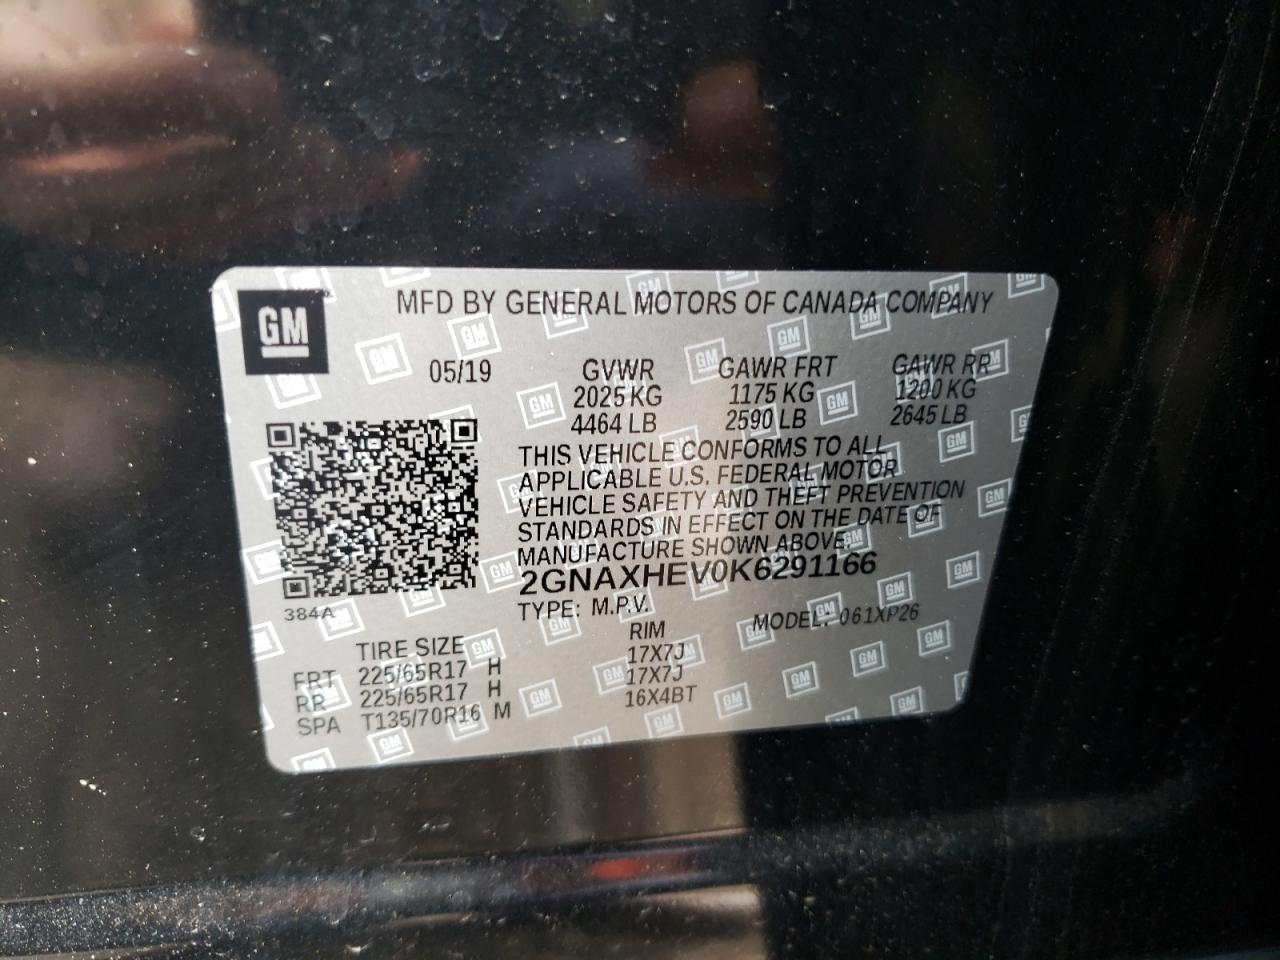 GM
MFD BY GENERAL MOTORS OF CANADA COMPANY
05/19 GVWR GAWR FRT GAWR RR
2025 KG 1175 KG 1200 KG
4464 LB 2590 LB 2645 LB
THIS VEHICLE CONFORMS TO ALL
APPLICABLE U.S. FEDERAL MOTOR
VEHICLE SAFETY AND THEFT PREVENTION
STANDARDS IN EFFECT ON THE DATE OF
MANUFACTURE SHOWN ABOVE.
2GNAXHEV0K6291166
384A TYPE: M.P.V. MODEL: 061XP26
TIRE SIZE RIM
FRT 225/65R17 H 17X7J
RR 225/65R17 H 17X7J
SPA T135/70R16 M 16X4BT